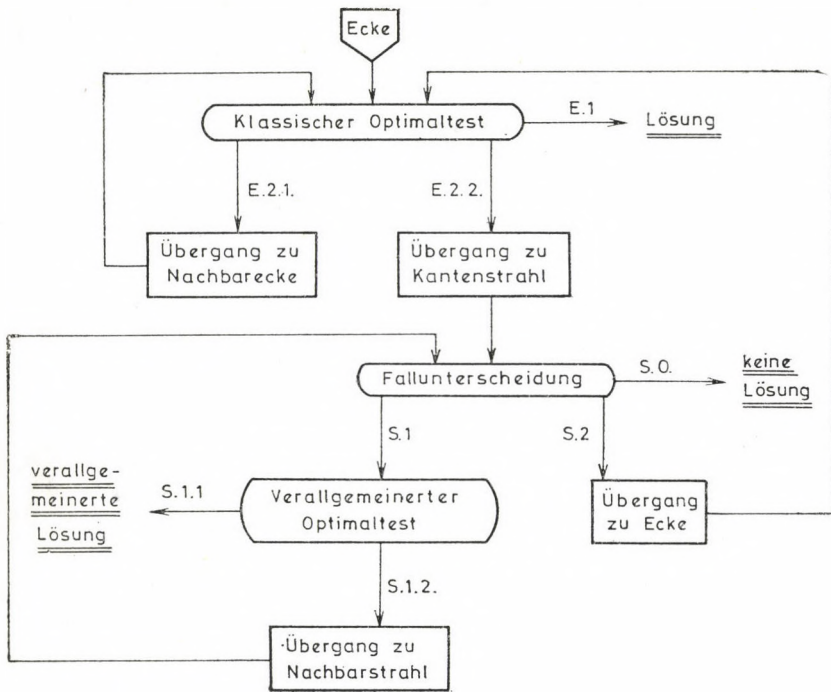 Ecke
Klassischer Optimaltest
E.1
Lösung
E.2.1.
E.2.2.
Übergang zu
Nachbarecke
Übergang zu
Kantenstrahl
Fallunterscheidung
S.0.
keine
Lösung
S.1
S.2
verallge-
meinerte
Lösung
S.1.1
Verallgemeinerter
Optimaltest
Übergang
zu Ecke
S.1.2.
Übergang zu
Nachbarstrahl